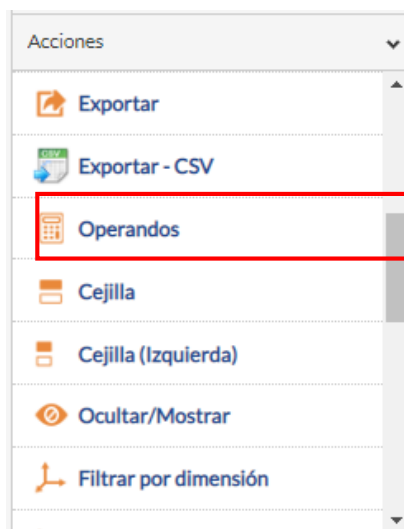 Acciones
Exportar
CSV
Exportar - CSV
Operandos
Cejilla
Cejilla (Izquierda)
Ocultar/Mostrar
Filtrar por dimensión